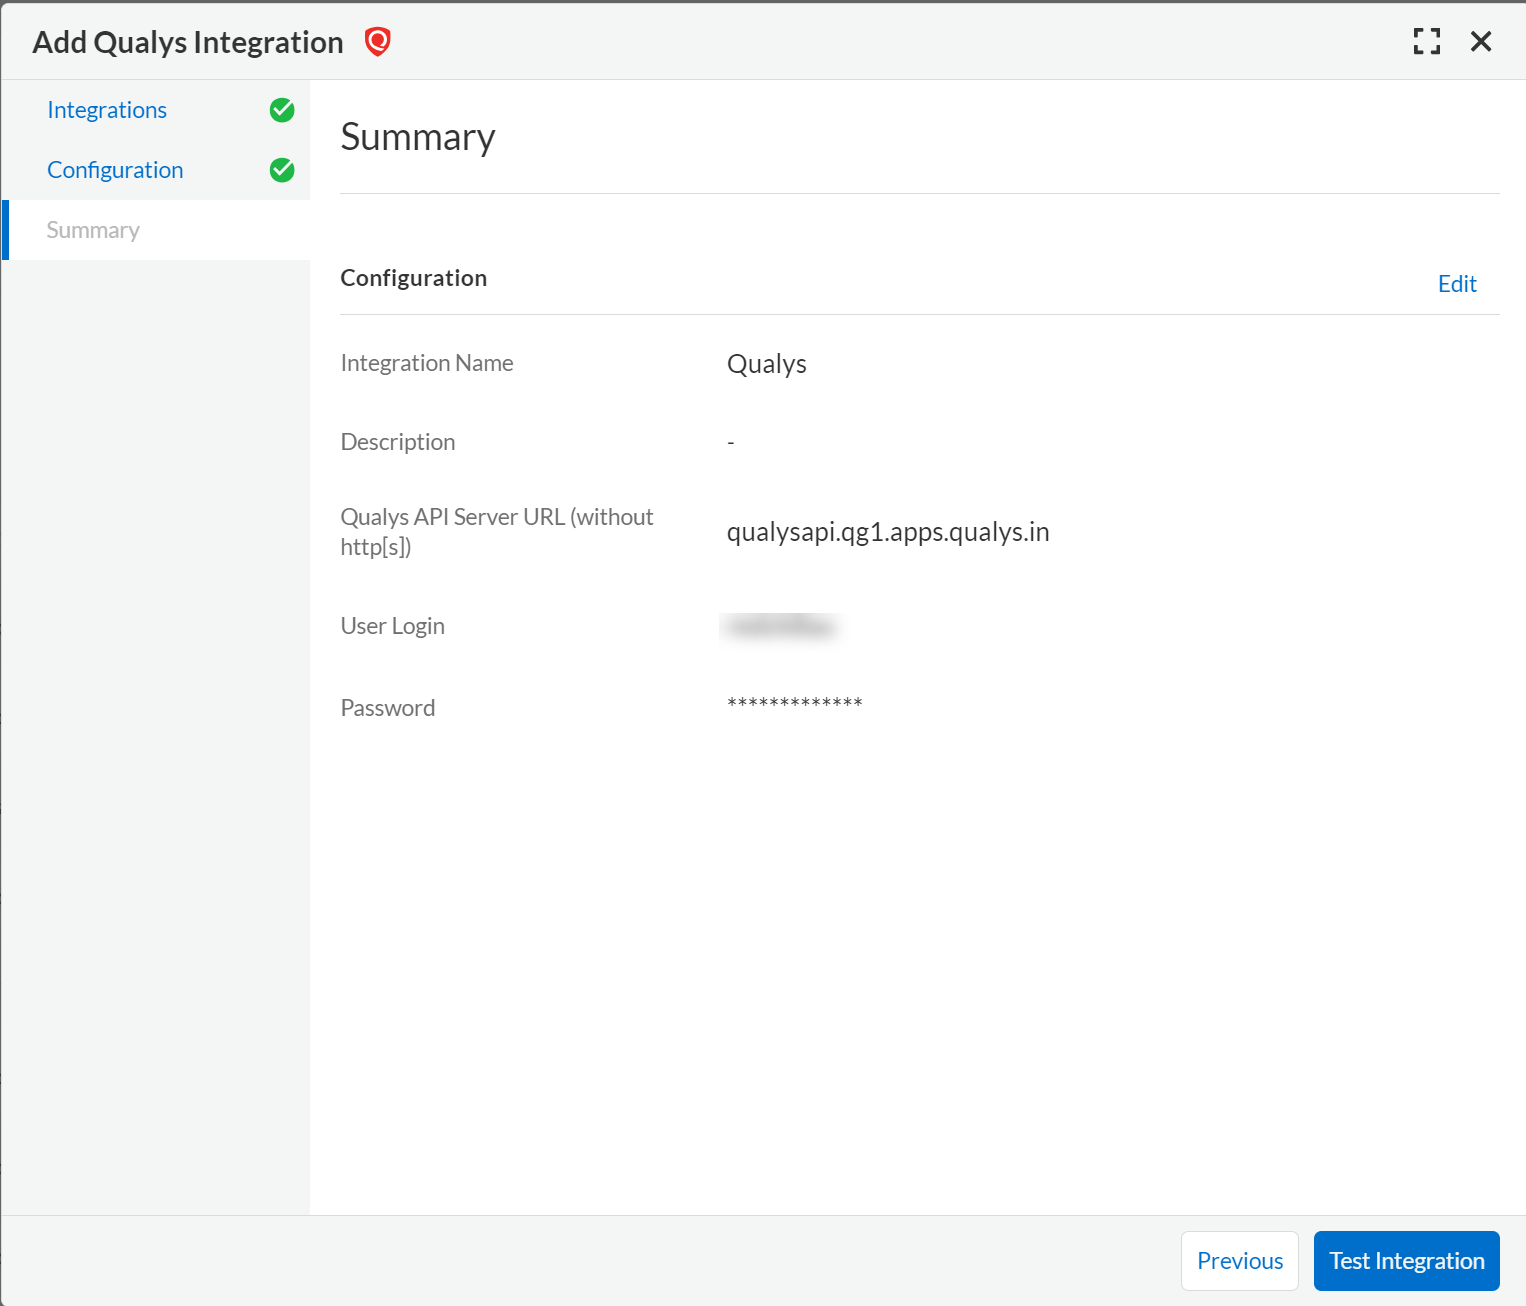 Add Qualys Integration
Integrations
Configuration
Summary
Summary
Configuration
Edit
Integration Name
Qualys
Description
-
Qualys API Server URL (without
http[s])
qualysapi.qg1.apps.qualys.in
User Login
Password
*************
Previous
Test Integration